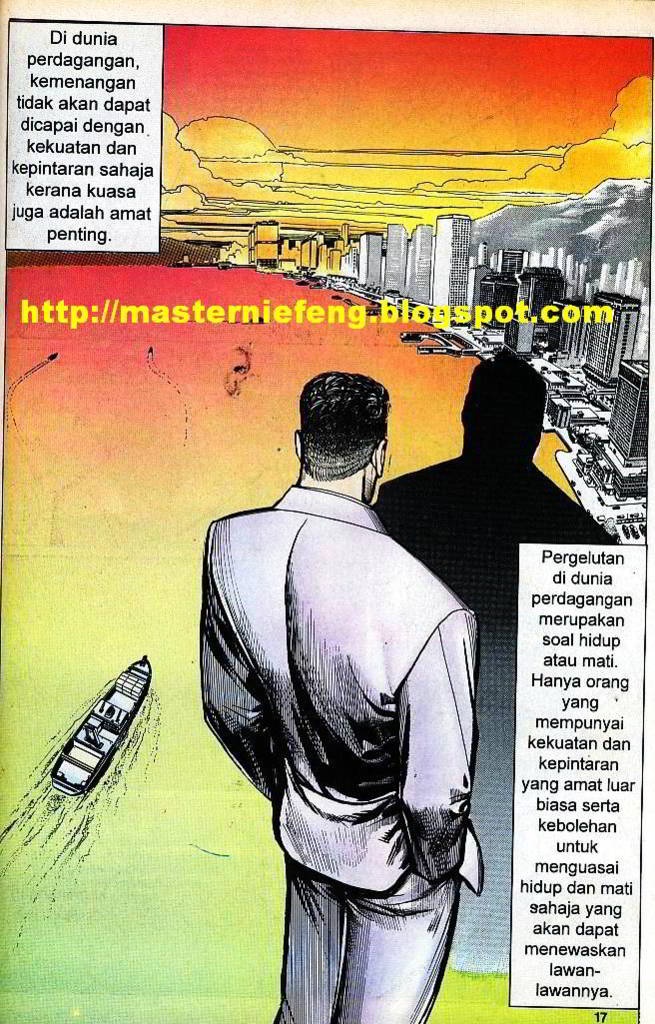 Di dunia
perdagangan,
kemenangan
tidak akan dapat
dicapai dengan
kekuatan dan
kepintaran sahaja
kerana kuasa
juga adalah amat
penting.
http://masterniefeng.blogspot.com
Pergelutan
di dunia
perdagangan
merupakan
soal hidup
atau mati.
Hanya orang
yang
mempunyai
kekuatan dan
kepintaran
yang amat luar
biasa serta
kebolehan
untuk
menguasai
hidup dan mati
sahaja yang
akan dapat
menewaskan
lawan-
lawannya.
17